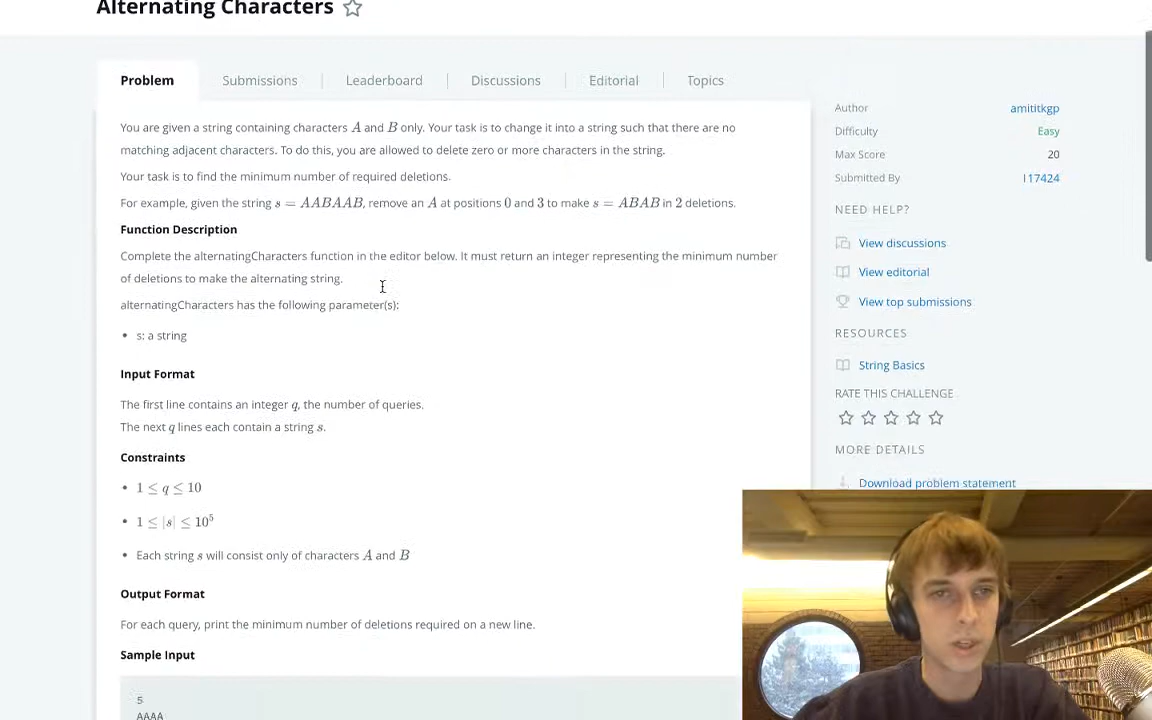 Alternating Characters
Problem
Submissions
Leaderboard
Discussions
Editorial
Topics
You are given a string containing characters A and B only. Your task is to change it into a string such that there are no
matching adjacent characters. To do this, you are allowed to delete zero or more characters in the string.
Your task is to find the minimum number of required deletions.
For example, given the string s = AABAAB, remove an A at positions 0 and 3 to make s = ABAB in 2 deletions.
Function Description
Complete the alternatingCharacters function in the editor below. It must return an integer representing the minimum number
of deletions to make the alternating string.
alternatingCharacters has the following parameter(s):
• s: a string
Input Format
The first line contains an integer q, the number of queries.
The next q lines each contain a string s.
Constraints
• 1 ≤ q ≤ 10
• 1 ≤ |s| ≤ 10⁵
• Each string s will consist only of characters A and B
Output Format
For each query, print the minimum number of deletions required on a new line.
Sample Input
5
AAAA
Author amititkgp
Difficulty Easy
Max Score 20
Submitted By 117424
NEED HELP?
View discussions
View editorial
View top submissions
RESOURCES
String Basics
RATE THIS CHALLENGE
MORE DETAILS
Download problem statement